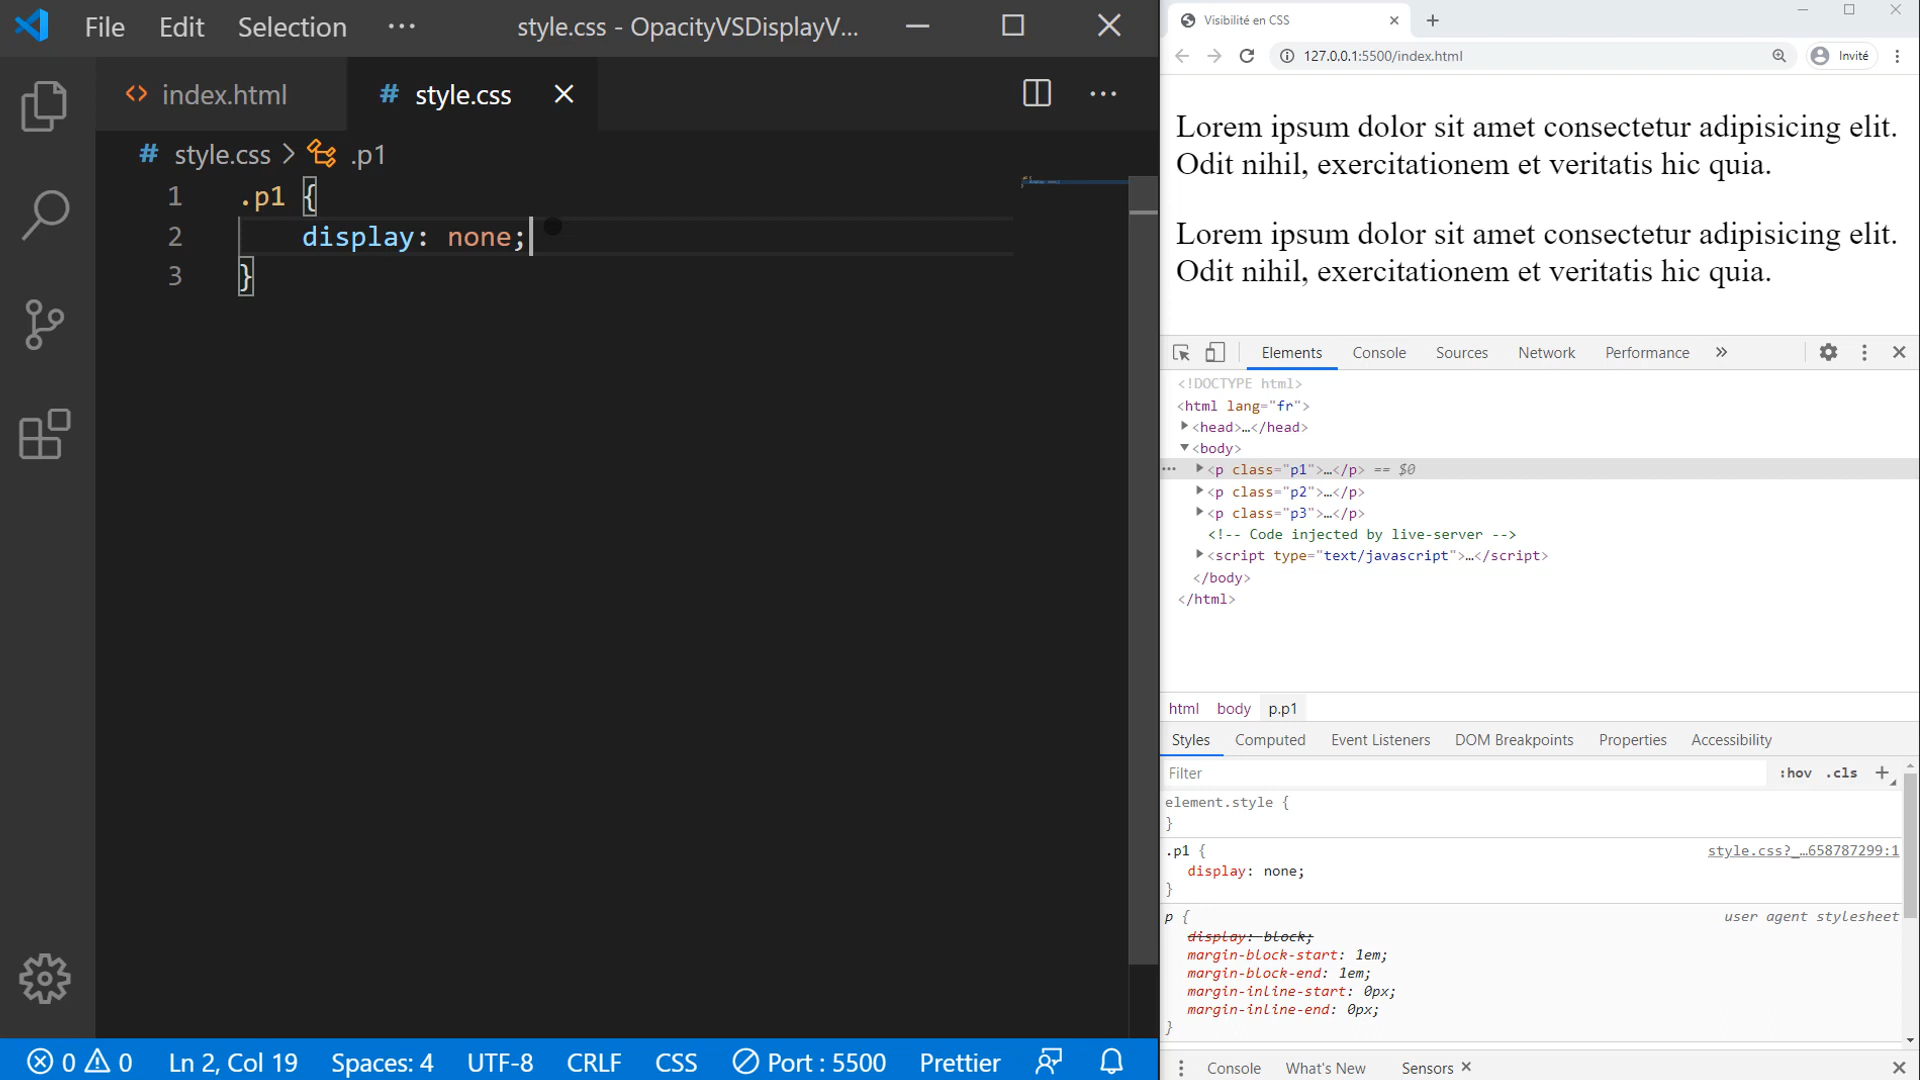 File Edit Selection ··· style.css - OpacityVSDisplayV...
index.html # style.css
# style.css > .p1
1 .p1 {
2 display: none;
3 }
0 0 Ln 2, Col 19 Spaces: 4 UTF-8 CRLF CSS Port : 5500 Prettier
Visibilité en CSS
127.0.0.1:5500/index.html Invité
Lorem ipsum dolor sit amet consectetur adipisicing elit.
Odit nihil, exercitationem et veritatis hic quia.
Lorem ipsum dolor sit amet consectetur adipisicing elit.
Odit nihil, exercitationem et veritatis hic quia.
Elements Console Sources Network Performance »
<!DOCTYPE html>
<html lang="fr">
<head>…</head>
<body>
··· <p class="p1">…</p> == $0
<p class="p2">…</p>
<p class="p3">…</p>
<!-- Code injected by live-server -->
<script type="text/javascript">…</script>
</body>
</html>
html body p.p1
Styles Computed Event Listeners DOM Breakpoints Properties Accessibility
Filter :hov .cls +
element.style {
}
.p1 { style.css?_…658787299:1
display: none;
}
p { user agent stylesheet
display: block;
margin-block-start: 1em;
margin-block-end: 1em;
margin-inline-start: 0px;
margin-inline-end: 0px;
}
Console What's New Sensors